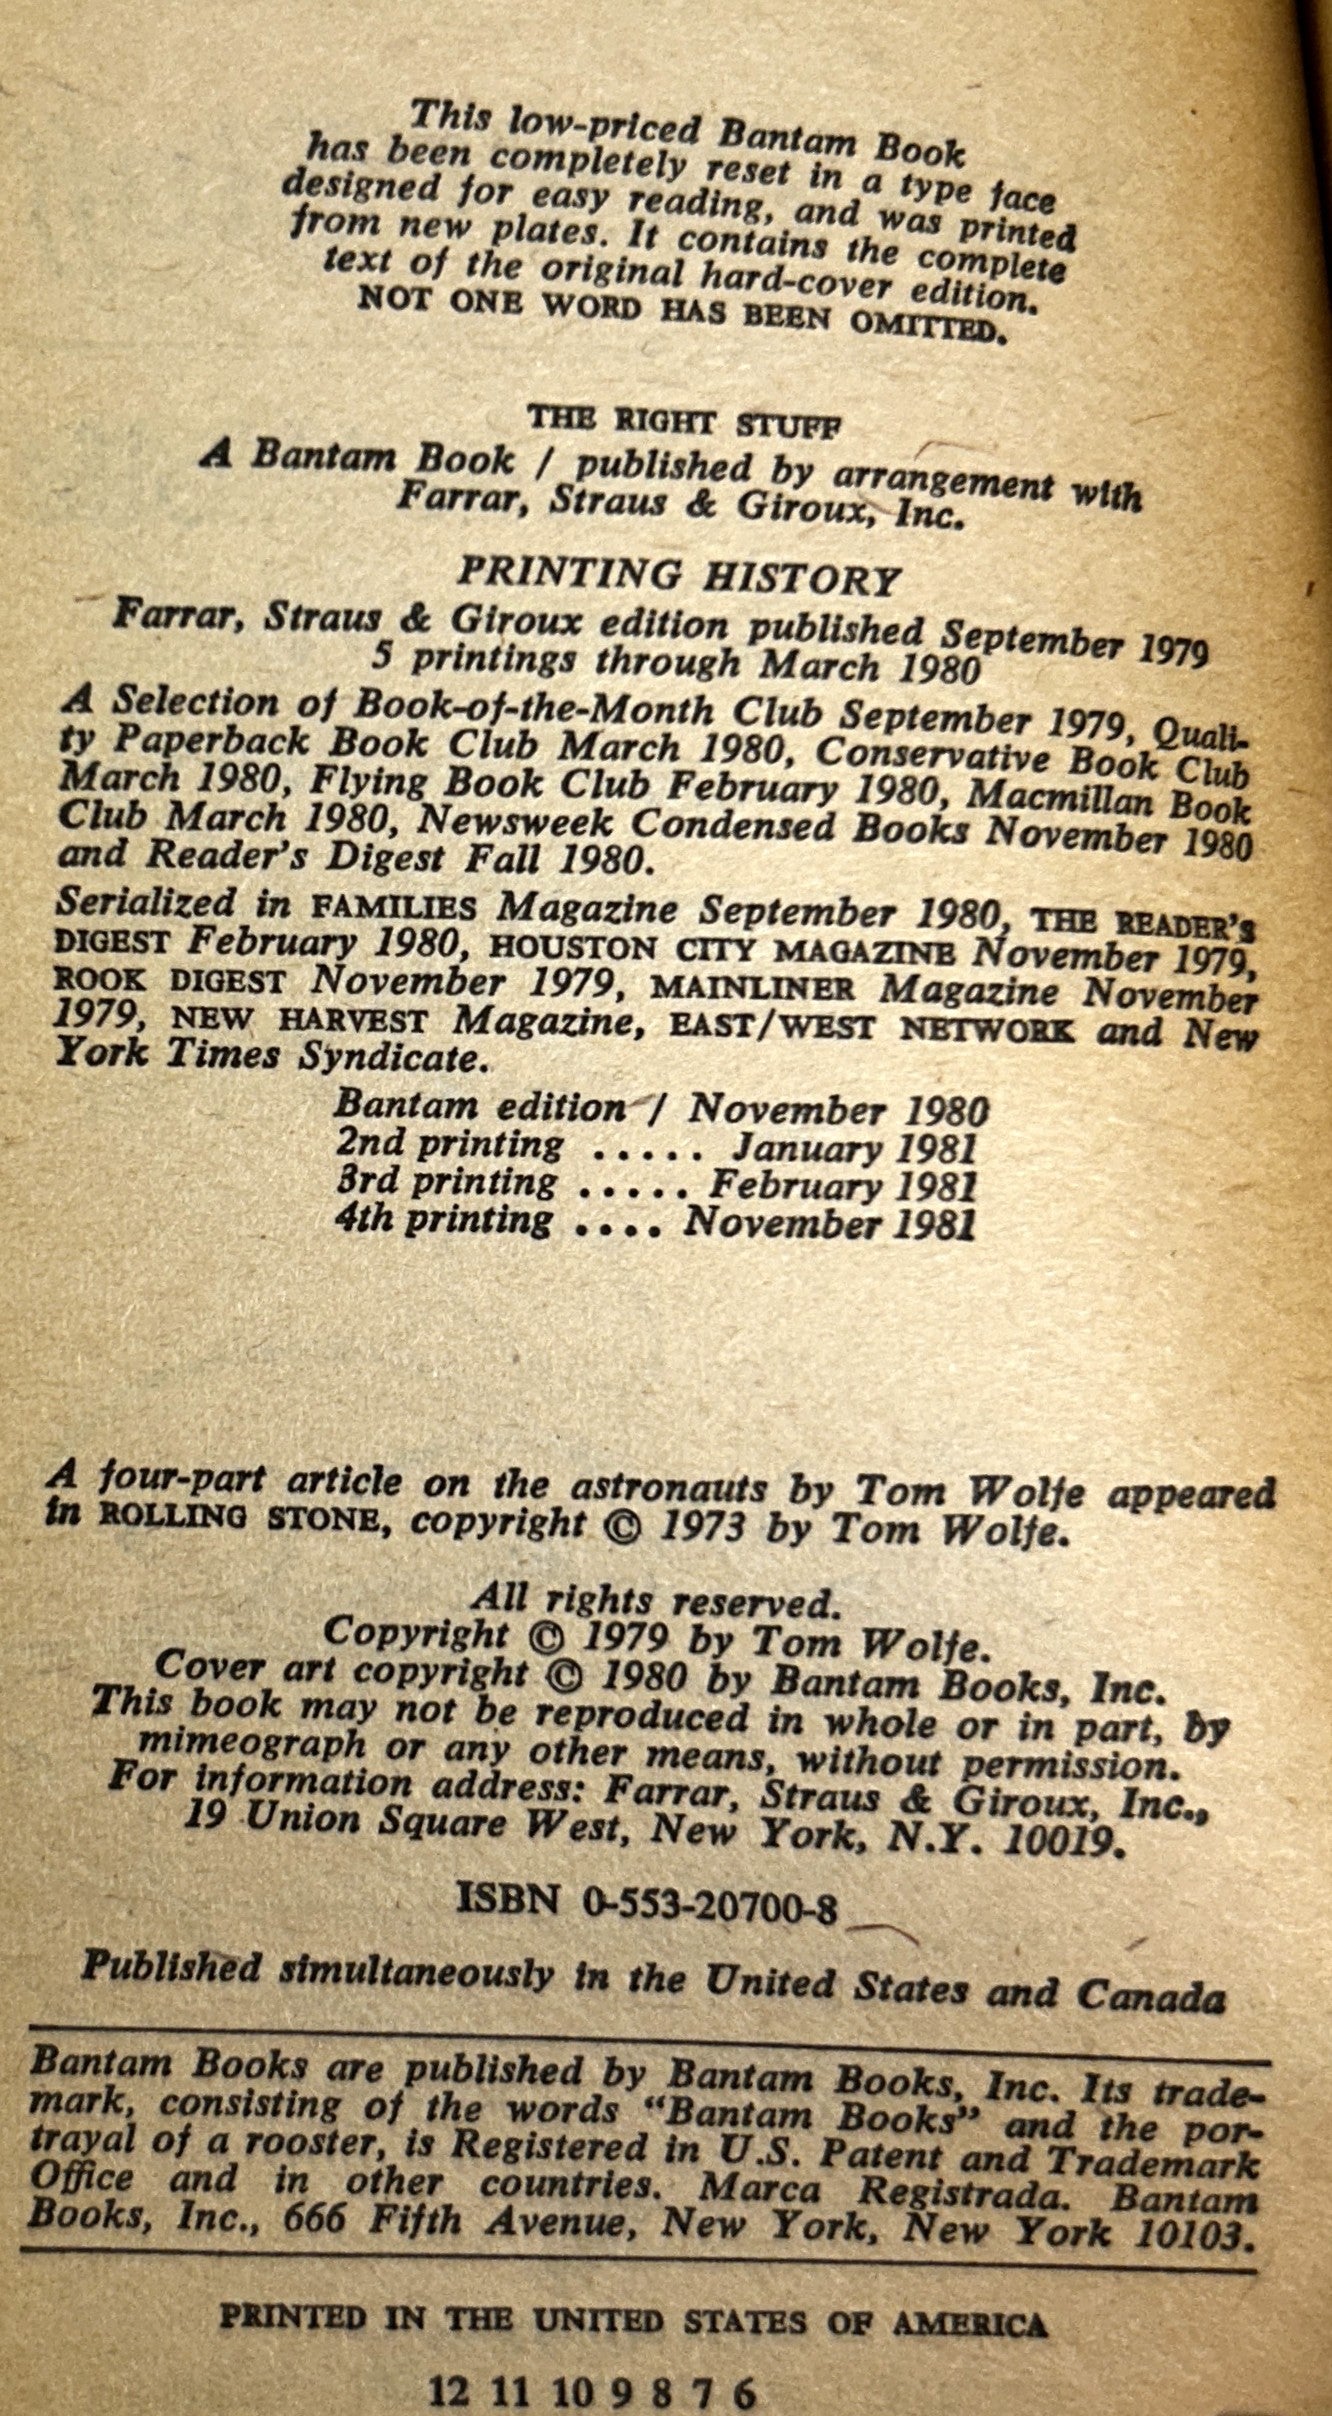 This low-priced Bantam Book
has been completely reset in a type face
designed for easy reading, and was printed
from new plates. It contains the complete
text of the original hard-cover edition.
NOT ONE WORD HAS BEEN OMITTED.
THE RIGHT STUFF
A Bantam Book / published by arrangement with
Farrar, Straus & Giroux, Inc.
PRINTING HISTORY
Farrar, Straus & Giroux edition published September 1979
5 printings through March 1980
A Selection of Book-of-the-Month Club September 1979, Quali-
ty Paperback Book Club March 1980, Conservative Book Club
March 1980, Flying Book Club February 1980, Macmillan Book
Club March 1980, Newsweek Condensed Books November 1980
and Reader's Digest Fall 1980.
Serialized in FAMILIES Magazine September 1980, THE READER'S
DIGEST February 1980, HOUSTON CITY MAGAZINE November 1979,
ROOK DIGEST November 1979, MAINLINER Magazine November
1979, NEW HARVEST Magazine, EAST/WEST NETWORK and New
York Times Syndicate.
Bantam edition / November 1980
2nd printing ..... January 1981
3rd printing ..... February 1981
4th printing .... November 1981
A four-part article on the astronauts by Tom Wolfe appeared
in ROLLING STONE, copyright © 1973 by Tom Wolfe.
All rights reserved.
Copyright © 1979 by Tom Wolfe.
Cover art copyright © 1980 by Bantam Books, Inc.
This book may not be reproduced in whole or in part, by
mimeograph or any other means, without permission.
For information address: Farrar, Straus & Giroux, Inc.,
19 Union Square West, New York, N.Y. 10019.
ISBN 0-553-20700-8
Published simultaneously in the United States and Canada
Bantam Books are published by Bantam Books, Inc. Its trade-
mark, consisting of the words "Bantam Books" and the por-
trayal of a rooster, is Registered in U.S. Patent and Trademark
Office and in other countries. Marca Registrada. Bantam
Books, Inc., 666 Fifth Avenue, New York, New York 10103.
PRINTED IN THE UNITED STATES OF AMERICA
12 11 10 9 8 7 6